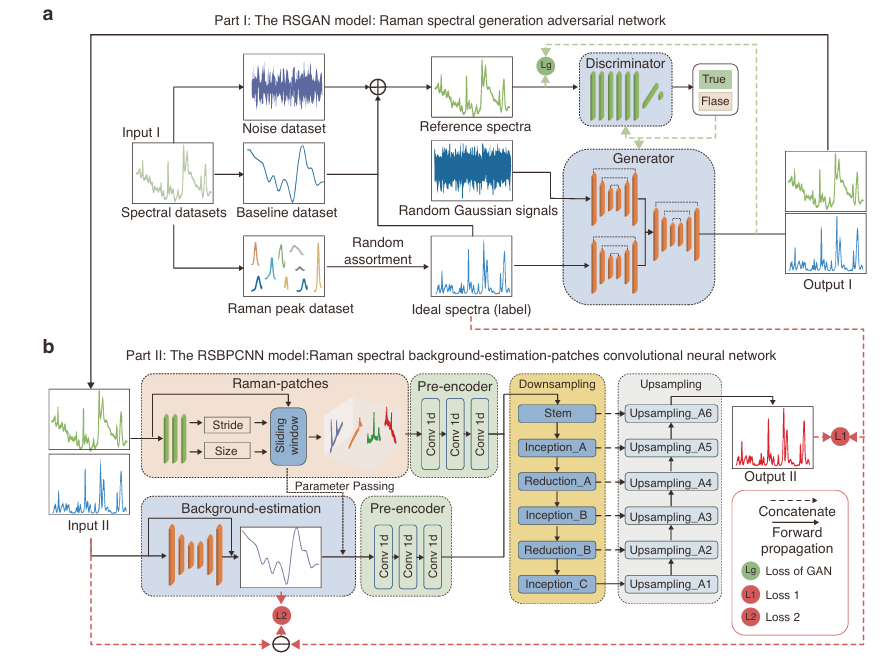 a
Part I: The RSGAN model: Raman spectral generation adversarial network
Lg
Discriminator
True
Flase
Noise dataset
Reference spectra
Input I
Generator
Spectral datasets
Baseline dataset
Random Gaussian signals
Random
assortment
Raman peak dataset
Ideal spectra (label)
Output I
b
Part II: The RSBPCNN model:Raman spectral background-estimation-patches convolutional neural network
Raman-patches
Pre-encoder
Downsampling
Upsampling
Stride
Size
Sliding
window
Conv 1d
Conv 1d
Conv 1d
Stem
Inception_A
Reduction_A
Inception_B
Reduction_B
Inception_C
Upsampling_A6
Upsampling_A5
Upsampling_A4
Upsampling_A3
Upsampling_A2
Upsampling_A1
L1
Output II
Parameter Passing
Input II
Background-estimation
Pre-encoder
Conv 1d
Conv 1d
Conv 1d
L2
Concatenate
Forward
propagation
Lg Loss of GAN
L1 Loss 1
L2 Loss 2